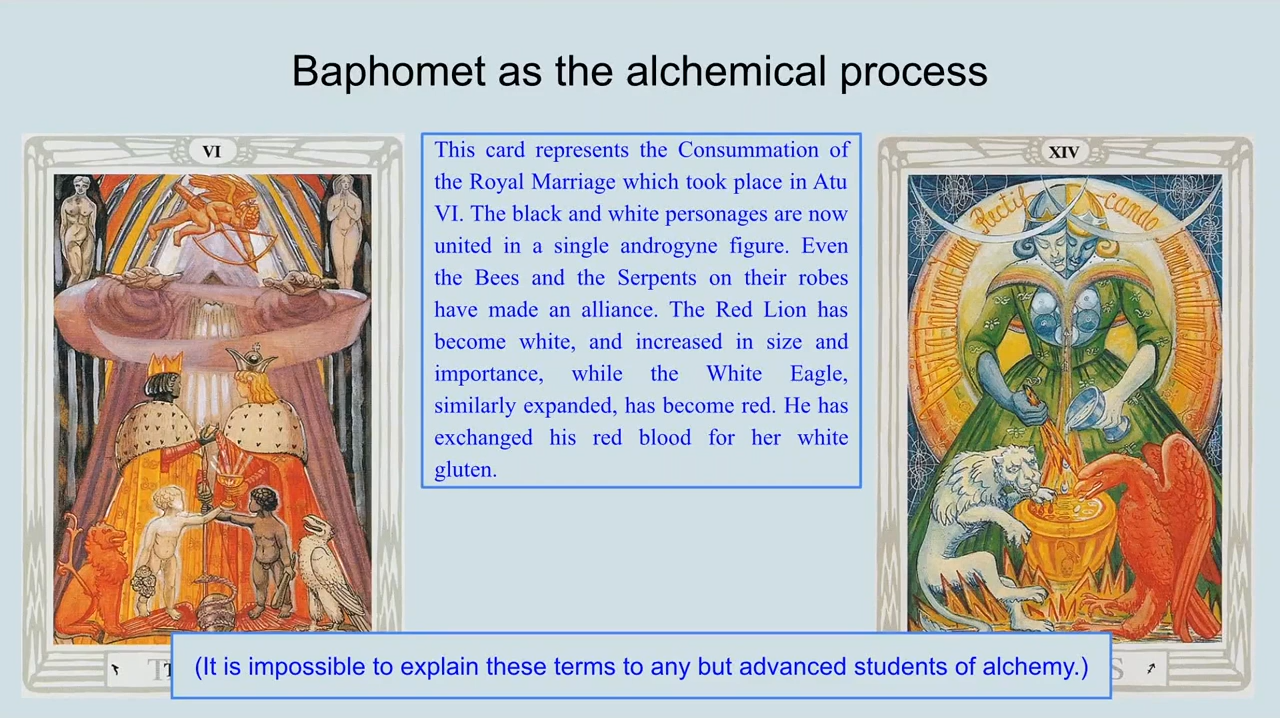 Baphomet as the alchemical process
VI
This card represents the Consummation of
the Royal Marriage which took place in Atu
VI. The black and white personages are now
united in a single androgyne figure. Even
the Bees and the Serpents on their robes
have made an alliance. The Red Lion has
become white, and increased in size and
importance, while the White Eagle,
similarly expanded, has become red. He has
exchanged his red blood for her white
gluten.
XIV
Rectificando
(It is impossible to explain these terms to any but advanced students of alchemy.)